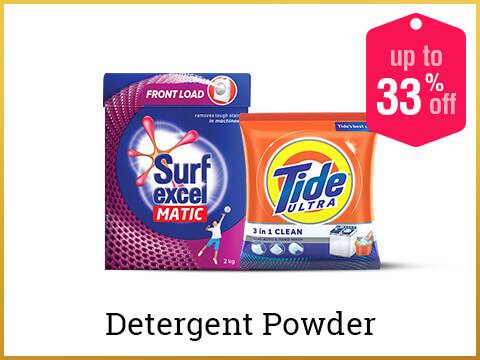 up to
33% off
FRONT LOAD
removes tough stains
in machines
Surf
excel
MATIC
2 kg
Tide's best
Tide
ULTRA
3 in 1 CLEAN
Detergent Powder